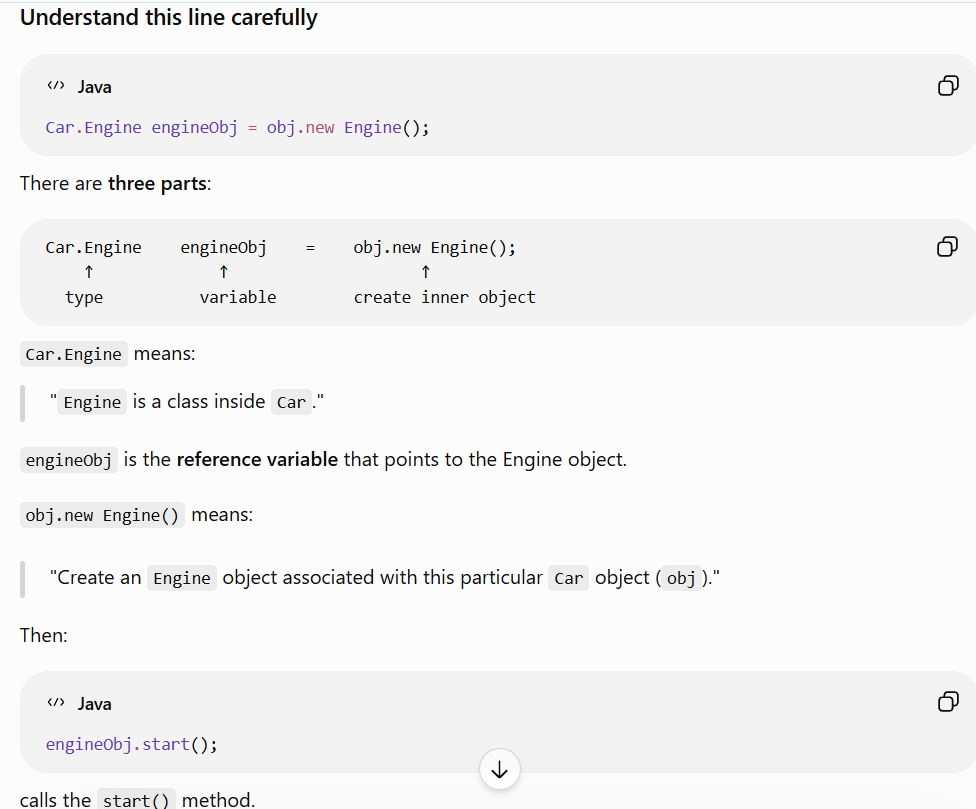 Understand this line carefully
</> Java
Car.Engine engineObj = obj.new Engine();
There are three parts:
Car.Engine    engineObj    =    obj.new Engine();
    ↑             ↑                    ↑
  type          variable        create inner object
Car.Engine means:
"Engine is a class inside Car."
engineObj is the reference variable that points to the Engine object.
obj.new Engine() means:
"Create an Engine object associated with this particular Car object (obj)."
Then:
</> Java
engineObj.start();
calls the start() method.